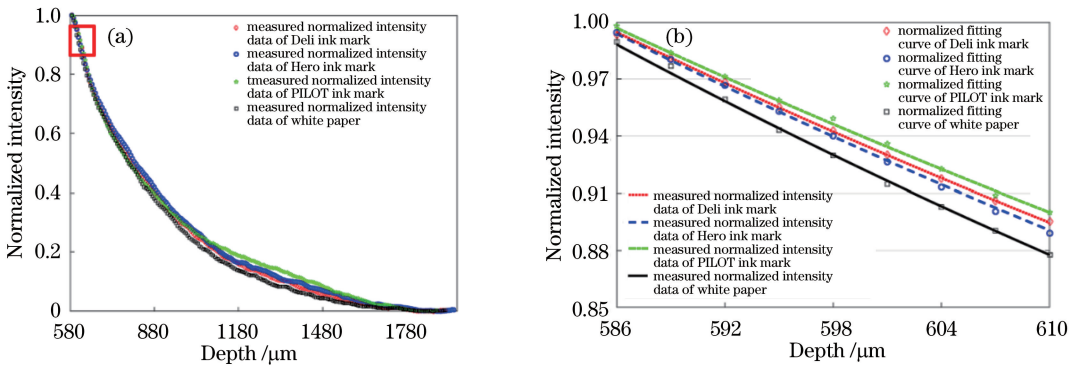 (a)
measured normalized intensity
data of Deli ink mark
measured normalized intensity
data of Hero ink mark
tmeasured normalized intensity
data of PILOT ink mark
measured normalized intensity
data of white paper
Normalized intensity
1.0
0.8
0.6
0.4
0.2
0
580 880 1180 1480 1780
Depth /μm
(b)
normalized fitting
curve of Deli ink mark
normalized fitting
curve of Hero ink mark
normalized fitting
curve of PILOT ink mark
normalized fitting
curve of white paper
measured normalized intensity
data of Deli ink mark
measured normalized intensity
data of Hero ink mark
measured normalized intensity
data of PILOT ink mark
measured normalized intensity
data of white paper
Normalized intensity
1.00
0.97
0.94
0.91
0.88
0.85
586 592 598 604 610
Depth /μm